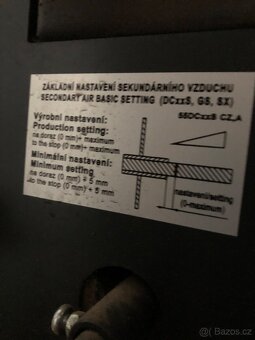 ZÁKLADNÍ NASTAVENÍ SEKUNDÁRNÍHO VZDUCHU
SECONDARY AIR BASIC SETTING (DCxxS, GS, SX)
55DCxxS CZ,A
Výrobní nastavení:
Production setting:
na doraz (0 mm)+ maximum
to the stop (0 mm)+ maximum
Minimální nastavení:
Minimum setting
na doraz (0 mm) + 5 mm
to the stop (0 mm) + 5 mm
nastavení/setting
(0-maximum)
bazos.cz